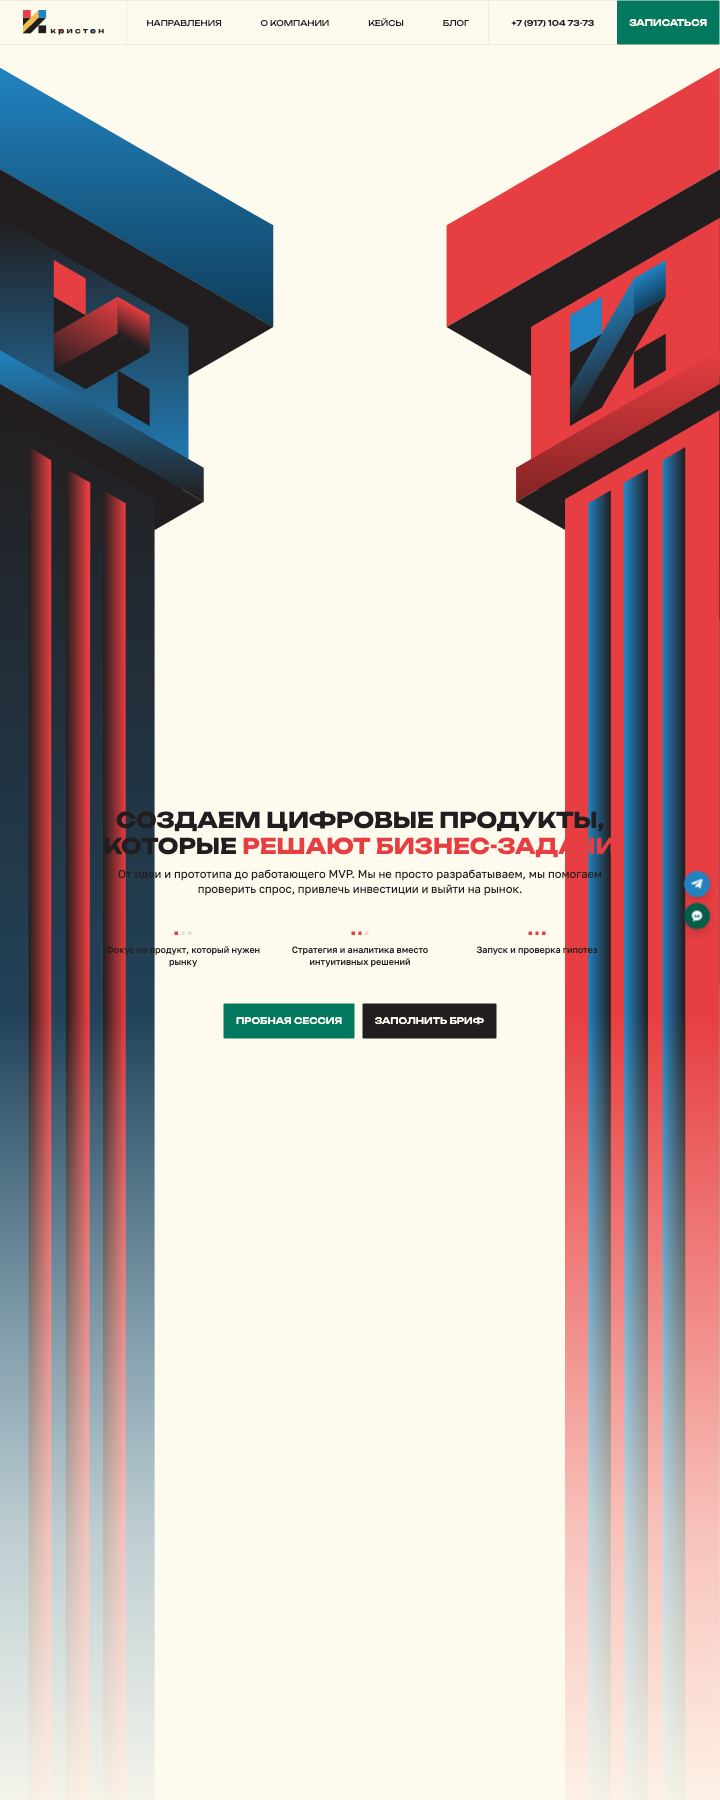 кристен
НАПРАВЛЕНИЯ
О КОМПАНИИ
КЕЙСЫ
БЛОГ
+7 (917) 104 73-73
ЗАПИСАТЬСЯ
СОЗДАЕМ ЦИФРОВЫЕ ПРОДУКТЫ,
КОТОРЫЕ РЕШАЮТ БИЗНЕС-ЗАДАЧИ
От идеи и прототипа до работающего MVP. Мы не просто разрабатываем, мы помогаем
проверить спрос, привлечь инвестиции и выйти на рынок.
Фокус на продукт, который нужен
рынку
Стратегия и аналитика вместо
интуитивных решений
Запуск и проверка гипотез
ПРОБНАЯ СЕССИЯ
ЗАПОЛНИТЬ БРИФ